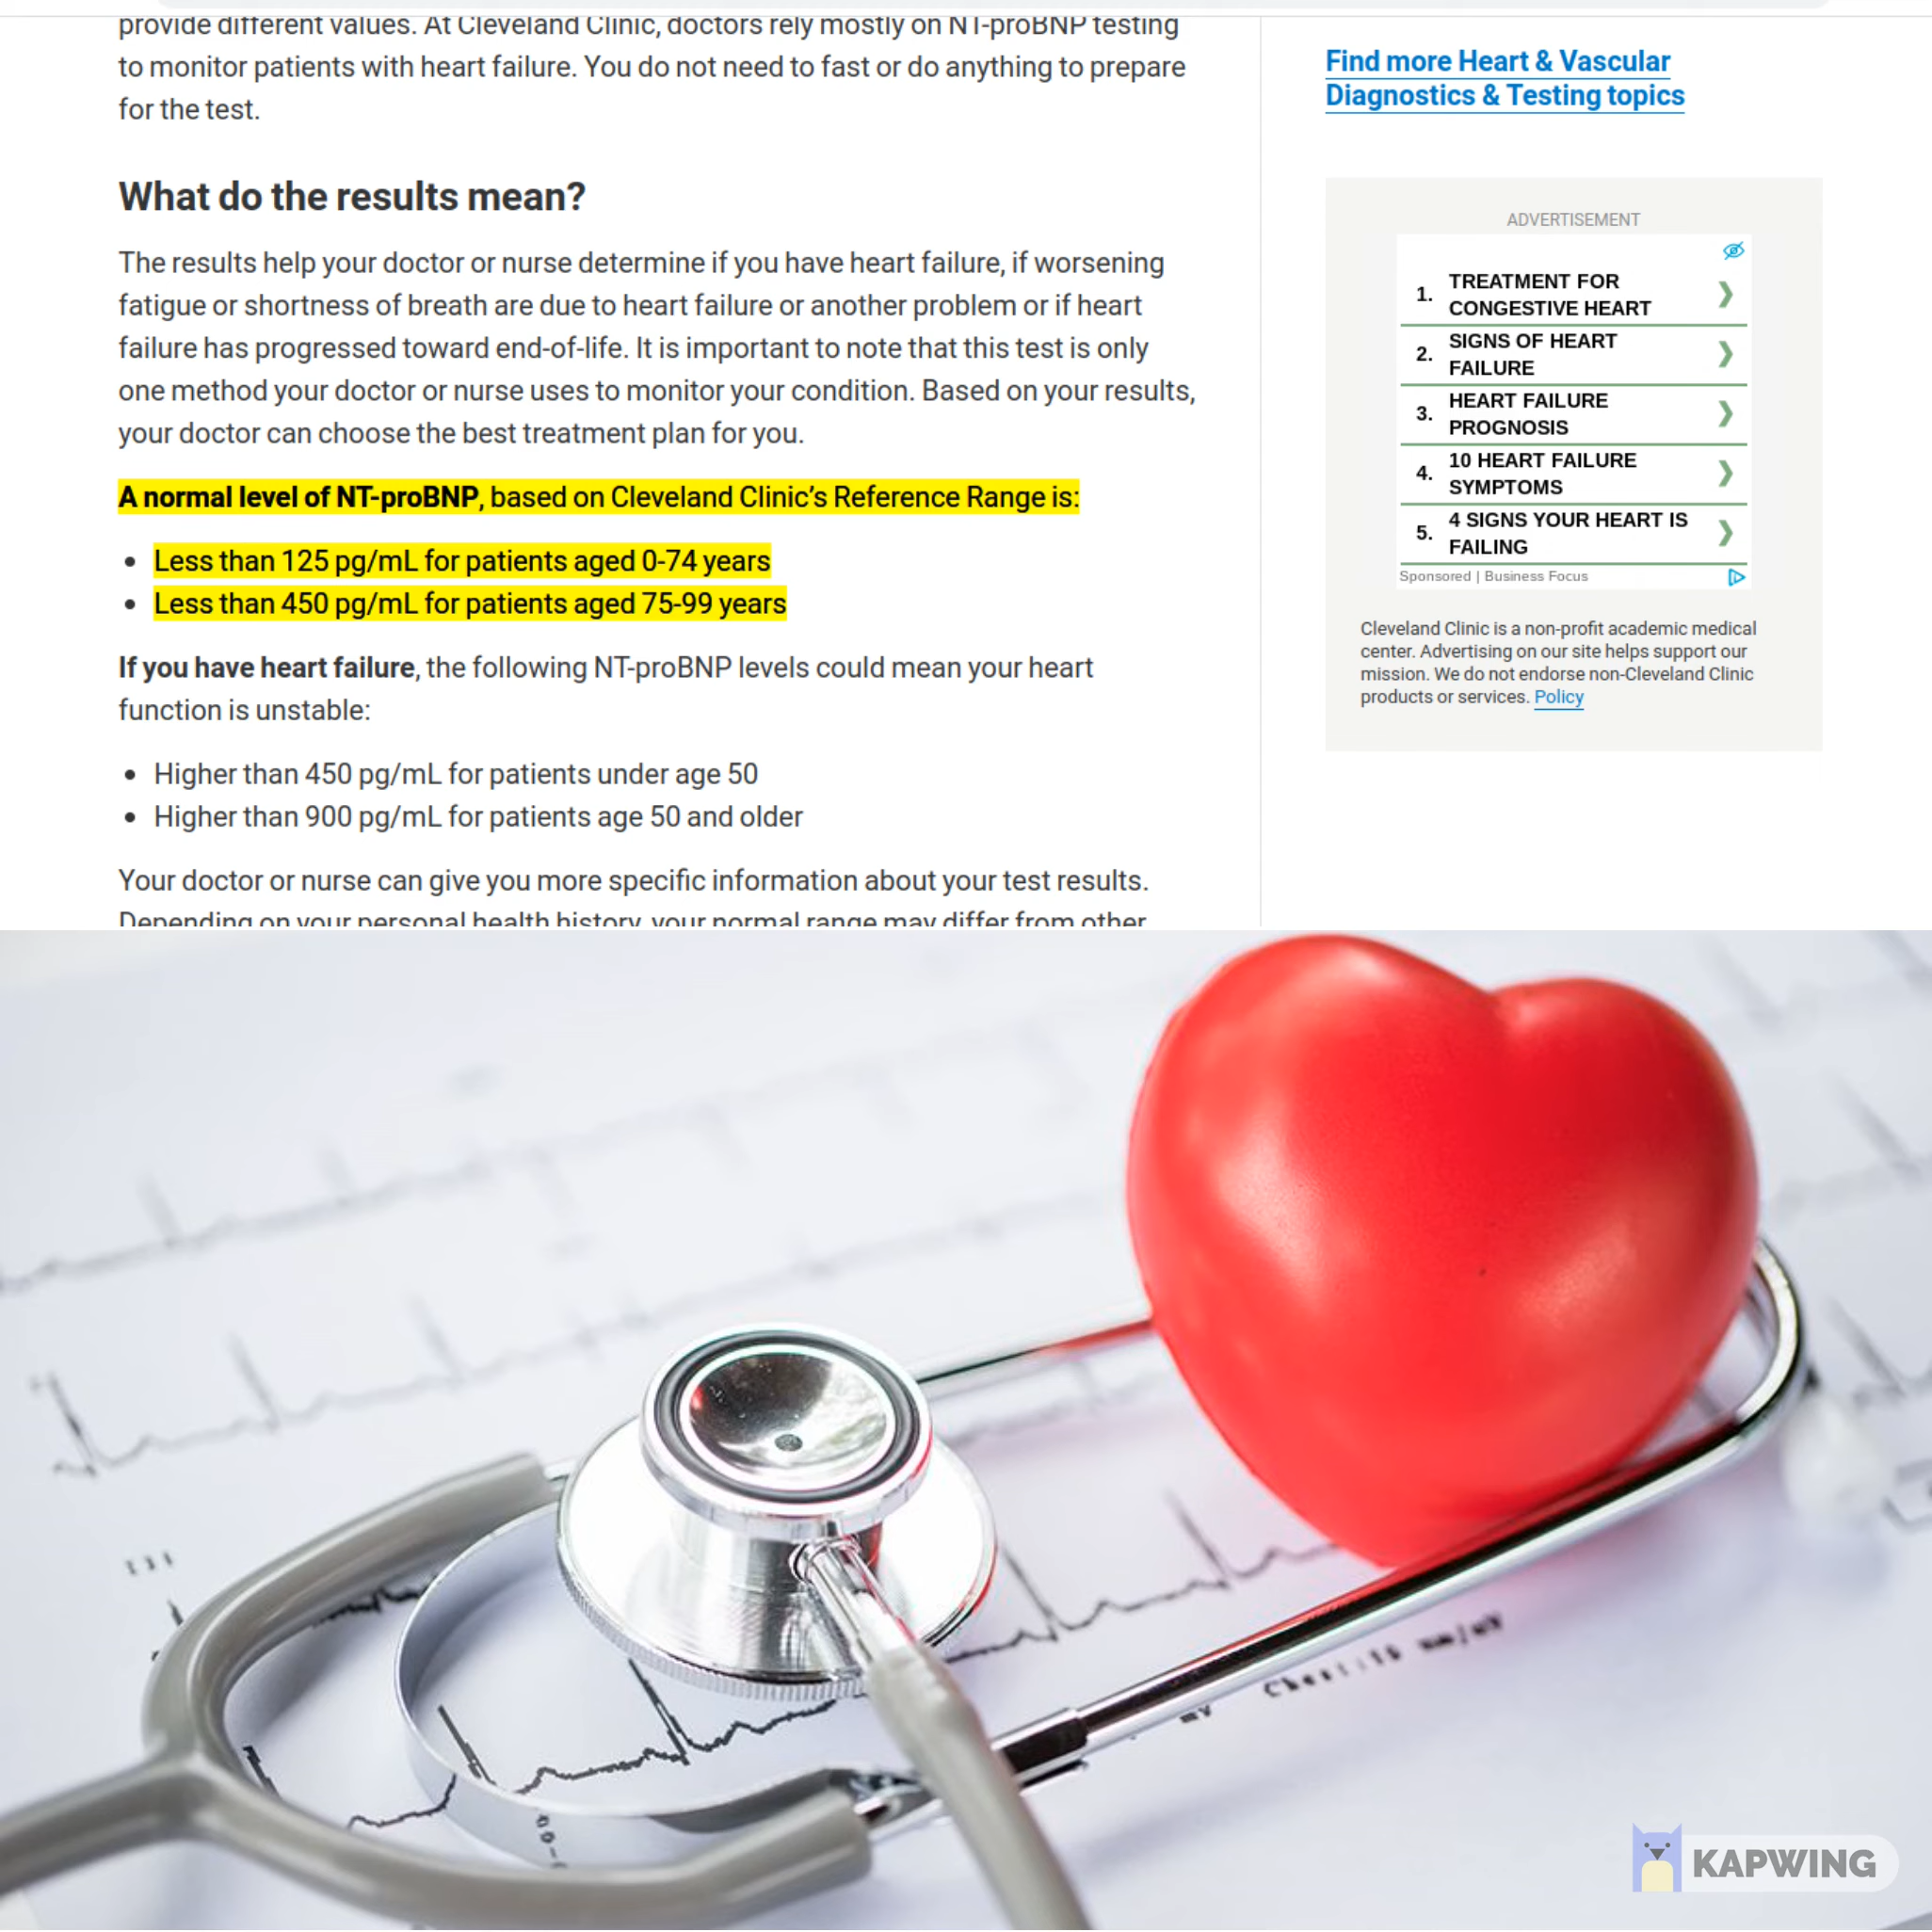 provide different values. At Cleveland Clinic, doctors rely mostly on NT-proBNP testing
to monitor patients with heart failure. You do not need to fast or do anything to prepare
for the test.
What do the results mean?
The results help your doctor or nurse determine if you have heart failure, if worsening
fatigue or shortness of breath are due to heart failure or another problem or if heart
failure has progressed toward end-of-life. It is important to note that this test is only
one method your doctor or nurse uses to monitor your condition. Based on your results,
your doctor can choose the best treatment plan for you.
A normal level of NT-proBNP, based on Cleveland Clinic’s Reference Range is:
• Less than 125 pg/mL for patients aged 0-74 years
• Less than 450 pg/mL for patients aged 75-99 years
If you have heart failure, the following NT-proBNP levels could mean your heart
function is unstable:
• Higher than 450 pg/mL for patients under age 50
• Higher than 900 pg/mL for patients age 50 and older
Your doctor or nurse can give you more specific information about your test results.
Depending on your personal health history, your normal range may differ from other
Find more Heart & Vascular
Diagnostics & Testing topics
ADVERTISEMENT
1. TREATMENT FOR
CONGESTIVE HEART
2. SIGNS OF HEART
FAILURE
3. HEART FAILURE
PROGNOSIS
4. 10 HEART FAILURE
SYMPTOMS
5. 4 SIGNS YOUR HEART IS
FAILING
Sponsored | Business Focus
Cleveland Clinic is a non-profit academic medical
center. Advertising on our site helps support our
mission. We do not endorse non-Cleveland Clinic
products or services. Policy
KAPWING